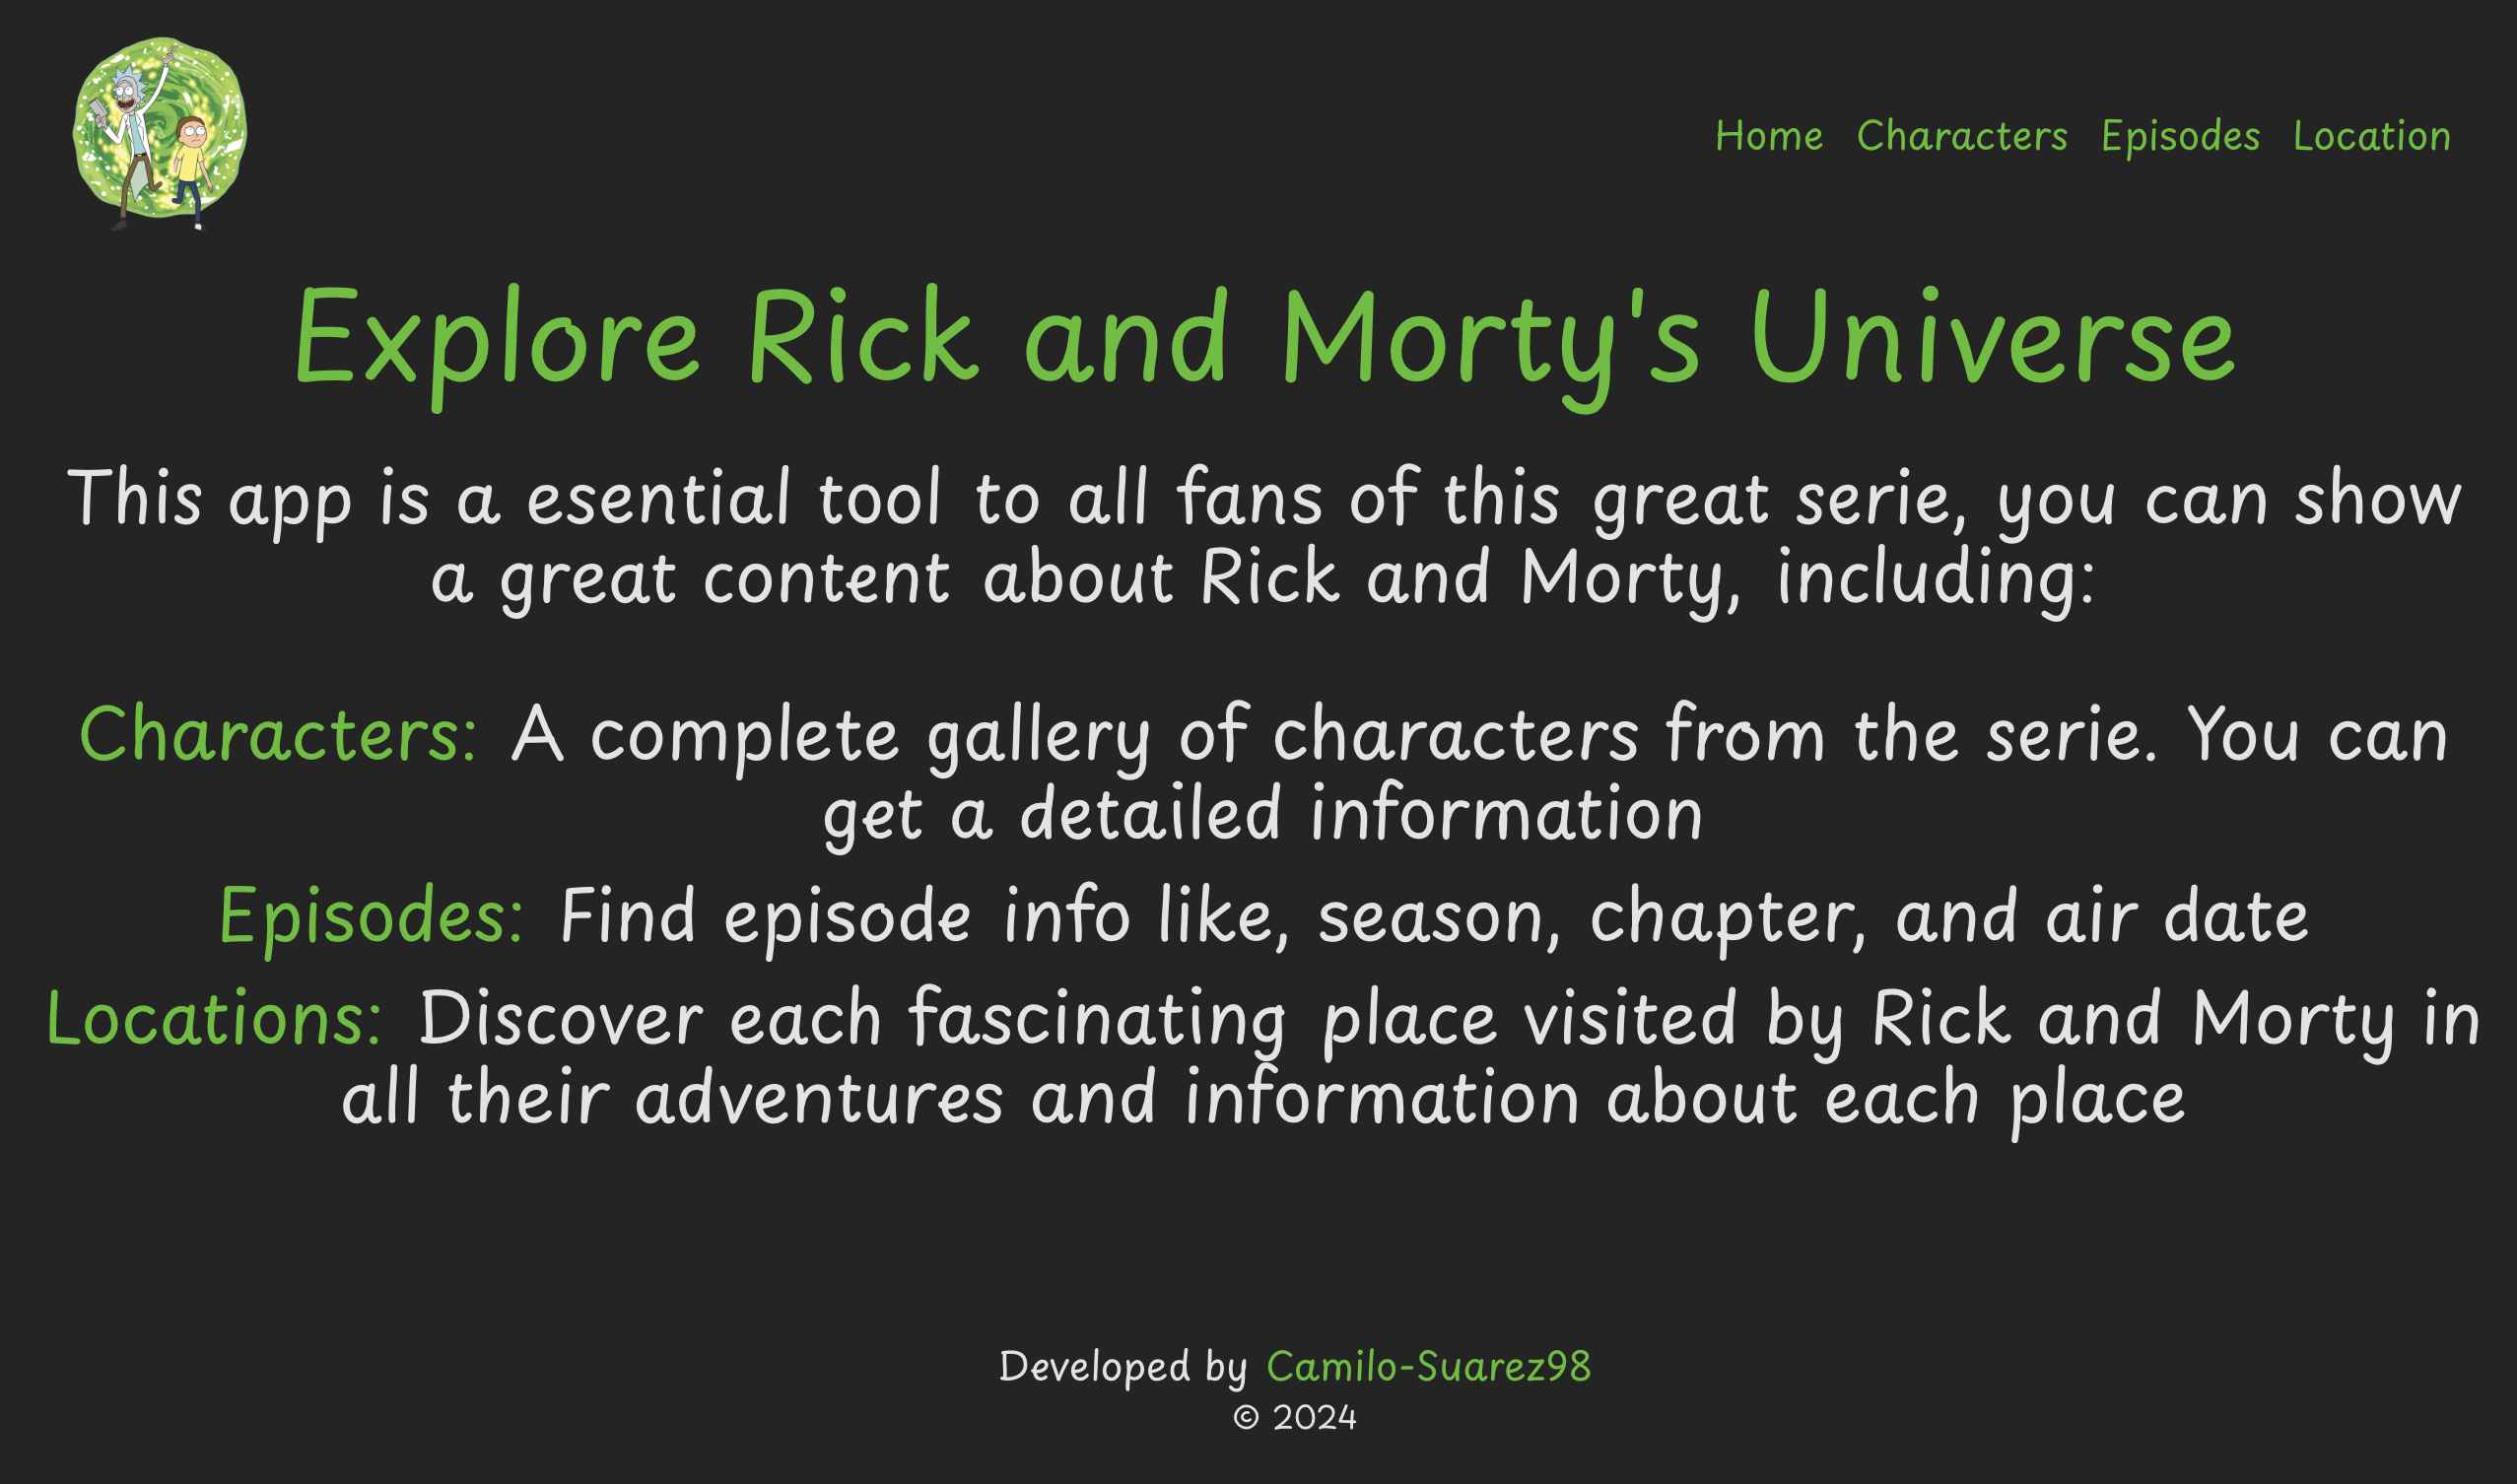 Home Characters Episodes Location
Explore Rick and Morty's Universe
This app is a esential tool to all fans of this great serie, you can show
a great content about Rick and Morty, including:
Characters: A complete gallery of characters from the serie. You can
get a detailed information
Episodes: Find episode info like, season, chapter, and air date
Locations: Discover each fascinating place visited by Rick and Morty in
all their adventures and information about each place
Developed by Camilo-Suarez98
© 2024